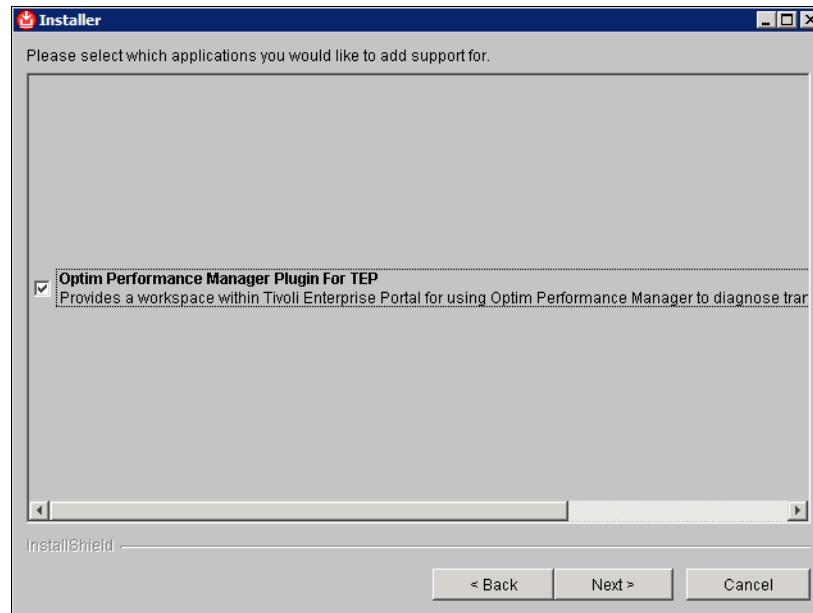 Installer
Please select which applications you would like to add support for.
Optim Performance Manager Plugin For TEP
Provides a workspace within Tivoli Enterprise Portal for using Optim Performance Manager to diagnose tran
InstallShield
< Back
Next >
Cancel